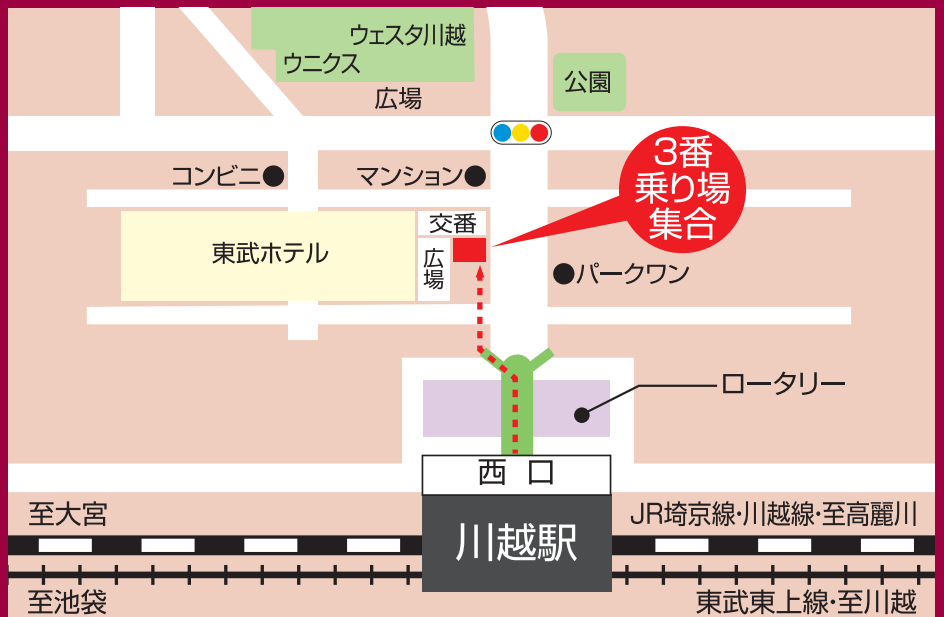 ウェスタ川越
ウニクス
広場
公園
3番
乗り場
集合
コンビニ
マンション
交番
東武ホテル
広場
パークワン
ロータリー
西口
至大宮
JR埼京線・川越線・至高麗川
川越駅
至池袋
東武東上線・至川越